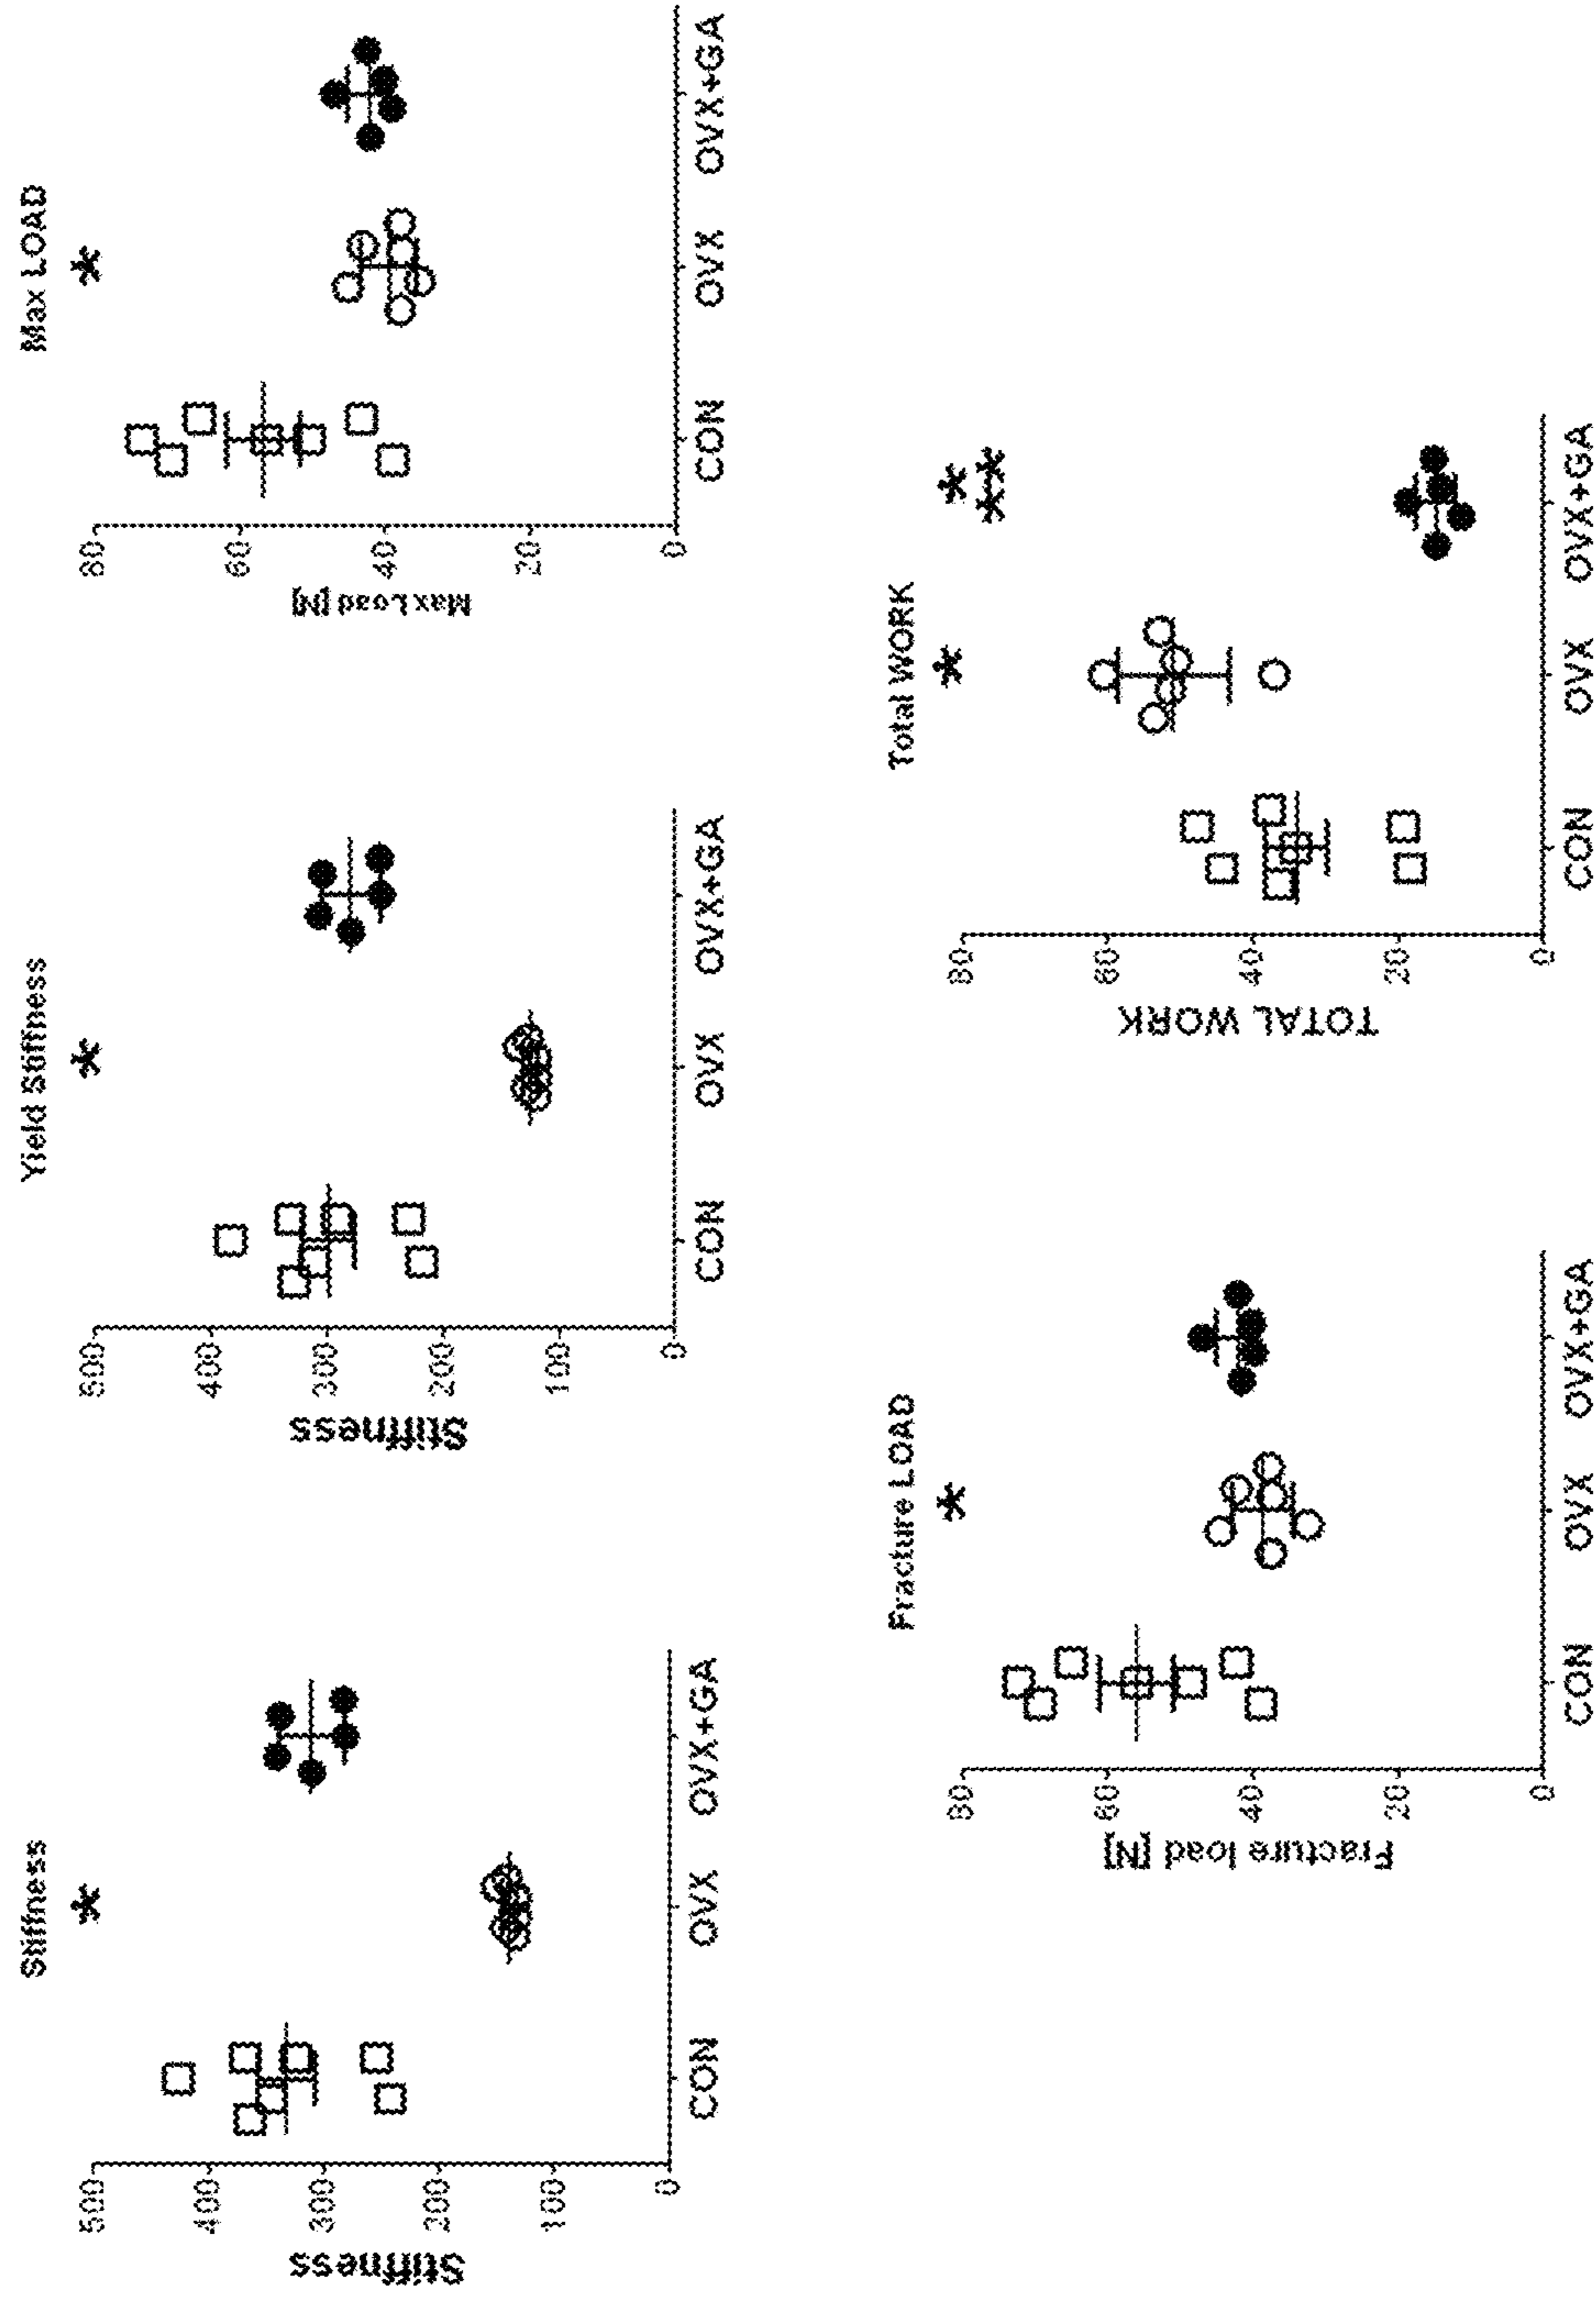 Stiffness
*
Stiffness
500
400
300
200
100
0
CON OVX OVX+GA
Yield Stiffness
*
Stiffness
500
400
300
200
100
0
CON OVX OVX+GA
Max LOAD
*
Max Load [N]
80
60
40
20
0
CON OVX OVX+GA
Fracture LOAD
*
Fracture load [N]
80
60
40
20
0
CON OVX OVX+GA
Total WORK
* *
**
TOTAL WORK
80
60
40
20
0
CON OVX OVX+GA